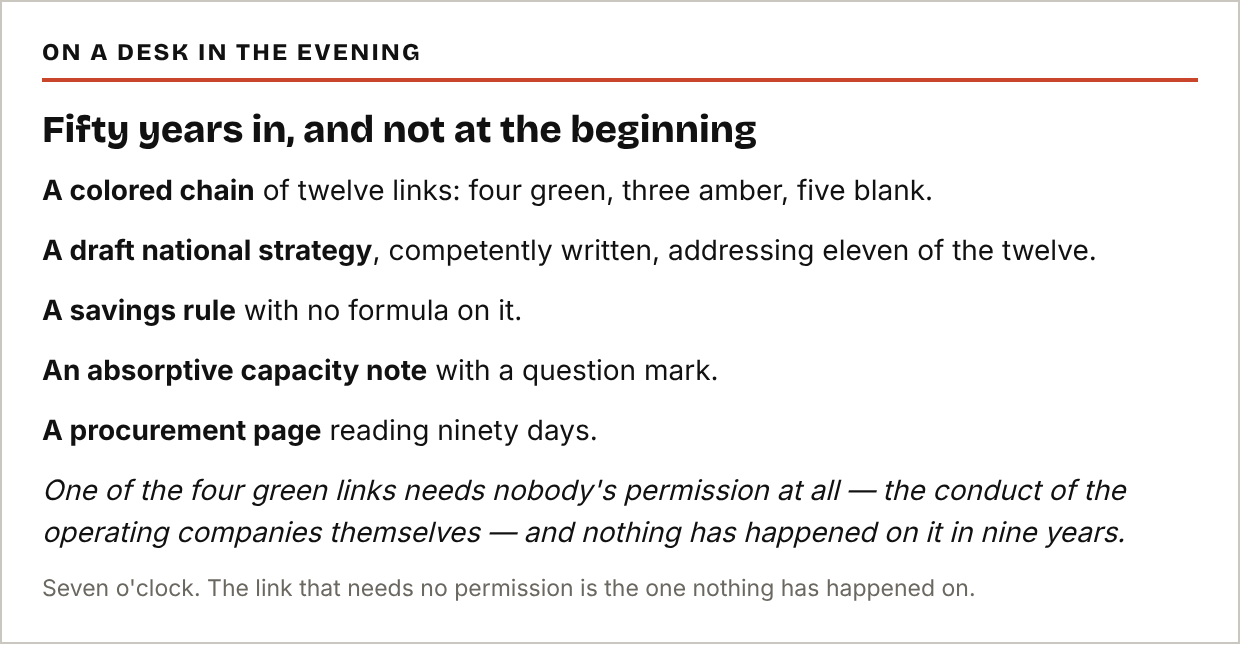 ON A DESK IN THE EVENING
Fifty years in, and not at the beginning
A colored chain of twelve links: four green, three amber, five blank.
A draft national strategy, competently written, addressing eleven of the twelve.
A savings rule with no formula on it.
An absorptive capacity note with a question mark.
A procurement page reading ninety days.
One of the four green links needs nobody's permission at all — the conduct of the
operating companies themselves — and nothing has happened on it in nine years.
Seven o'clock. The link that needs no permission is the one nothing has happened on.